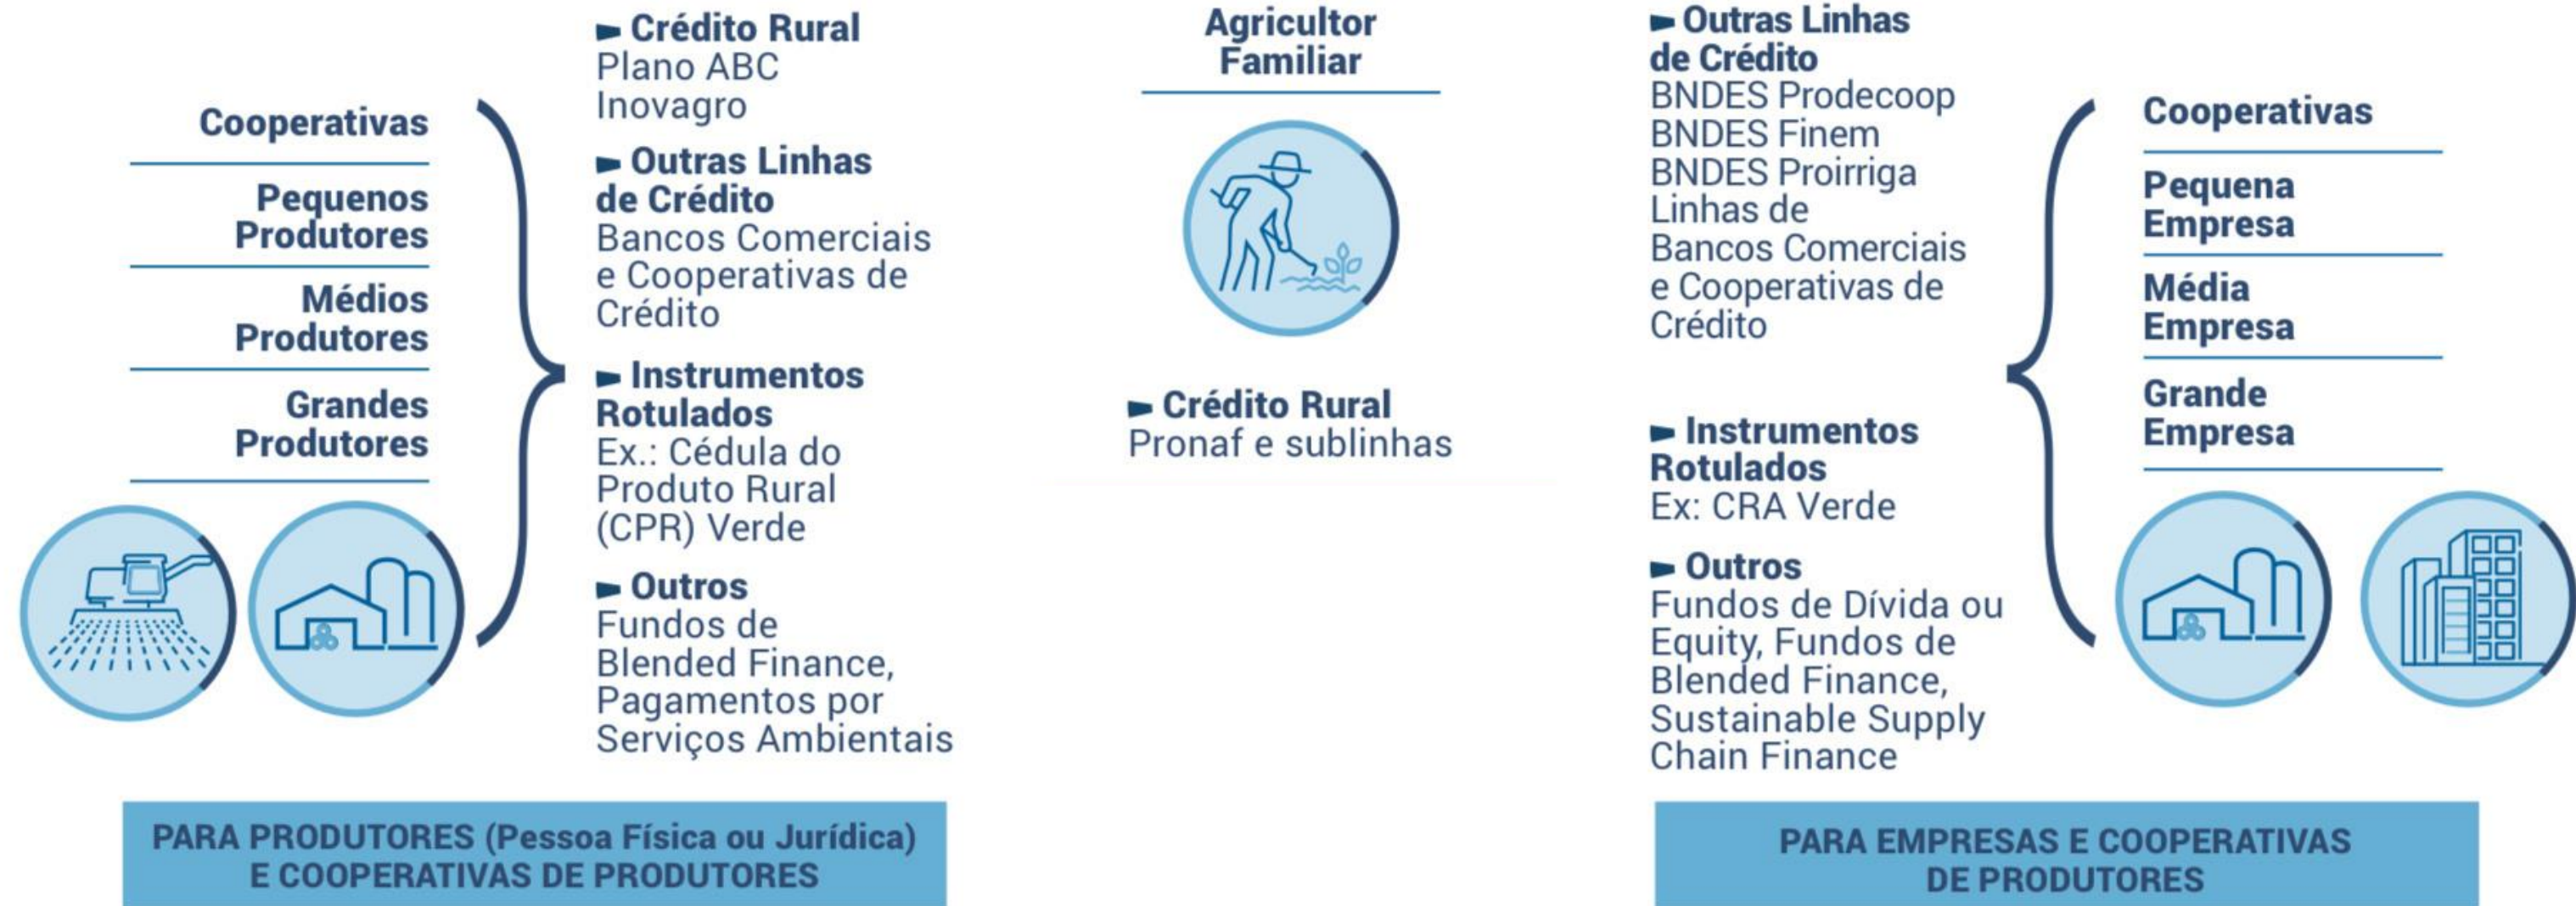 Cooperativas
Pequenos
Produtores
Médios
Produtores
Grandes
Produtores
Crédito Rural
Plano ABC
Inovagro
Outras Linhas
de Crédito
Bancos Comerciais
e Cooperativas de
Crédito
Instrumentos
Rotulados
Ex.: Cédula do
Produto Rural
(CPR) Verde
Outros
Fundos de
Blended Finance,
Pagamentos por
Serviços Ambientais
PARA PRODUTORES (Pessoa Física ou Jurídica)
E COOPERATIVAS DE PRODUTORES
Agricultor
Familiar
Crédito Rural
Pronaf e sublinhas
Outras Linhas
de Crédito
BNDES Prodecoop
BNDES Finem
BNDES Proirriga
Linhas de
Bancos Comerciais
e Cooperativas de
Crédito
Instrumentos
Rotulados
Ex: CRA Verde
Outros
Fundos de Dívida ou
Equity, Fundos de
Blended Finance,
Sustainable Supply
Chain Finance
Cooperativas
Pequena
Empresa
Média
Empresa
Grande
Empresa
PARA EMPRESAS E COOPERATIVAS
DE PRODUTORES